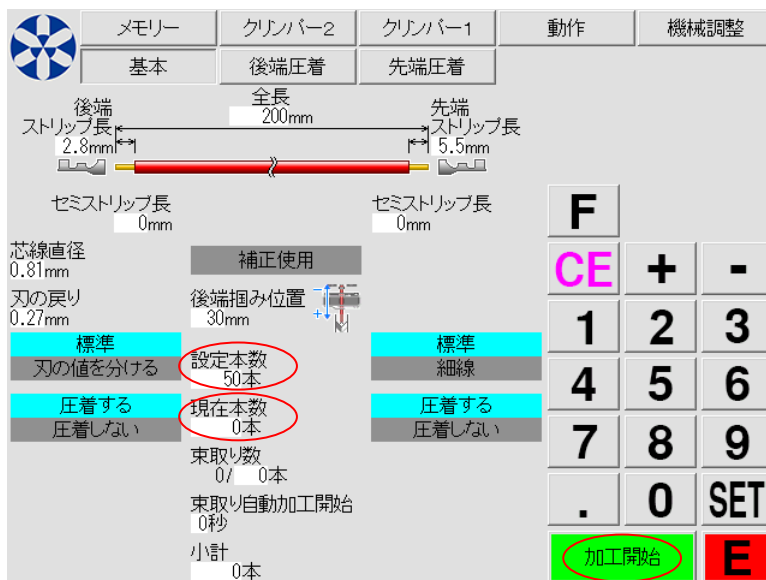 メモリー
クリンパー2
クリンパー1
動作
機械調整
基本
後端圧着
先端圧着
全長
200mm
後端
ストリップ長
2.8mm
先端
ストリップ長
5.5mm
セミストリップ長
0mm
セミストリップ長
0mm
芯線直径
0.81mm
補正使用
刃の戻り
0.27mm
後端掴み位置
30mm
標準
刃の値を分ける
設定本数
50本
標準
細線
圧着する
圧着しない
現在本数
0本
圧着する
圧着しない
束取り数
0/ 0本
束取り自動加工開始
0秒
小計
0本
F
CE + -
1 2 3
4 5 6
7 8 9
. 0 SET
加工開始 E